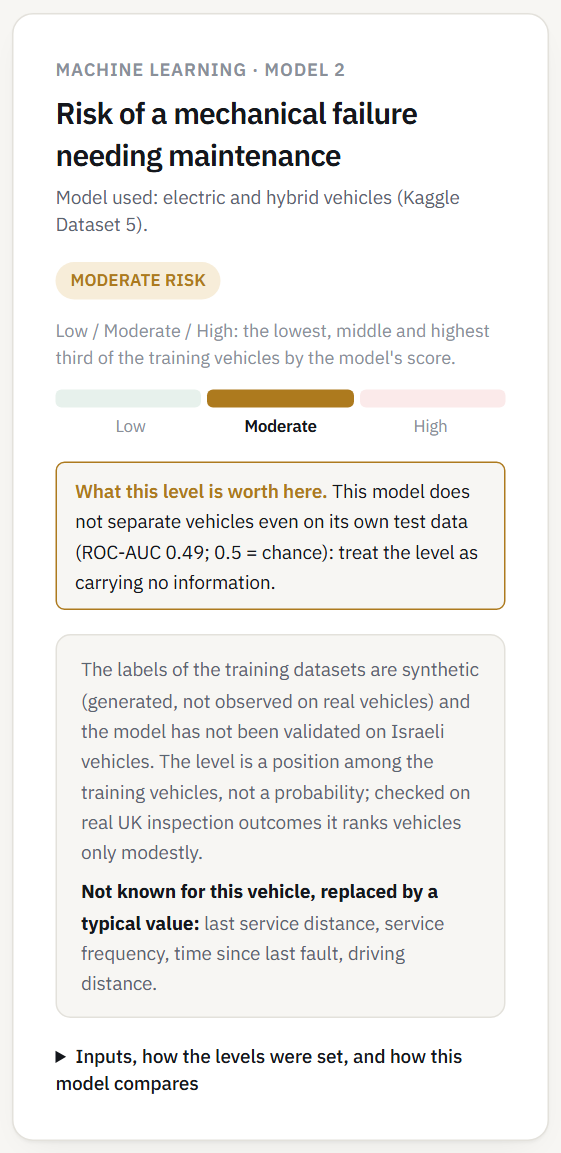 MACHINE LEARNING · MODEL 2
Risk of a mechanical failure
needing maintenance
Model used: electric and hybrid vehicles (Kaggle
Dataset 5).
MODERATE RISK
Low / Moderate / High: the lowest, middle and highest
third of the training vehicles by the model's score.
Low
Moderate
High
What this level is worth here. This model does
not separate vehicles even on its own test data
(ROC-AUC 0.49; 0.5 = chance): treat the level as
carrying no information.
The labels of the training datasets are synthetic
(generated, not observed on real vehicles) and
the model has not been validated on Israeli
vehicles. The level is a position among the
training vehicles, not a probability; checked on
real UK inspection outcomes it ranks vehicles
only modestly.
Not known for this vehicle, replaced by a
typical value: last service distance, service
frequency, time since last fault, driving
distance.
▶ Inputs, how the levels were set, and how this
model compares